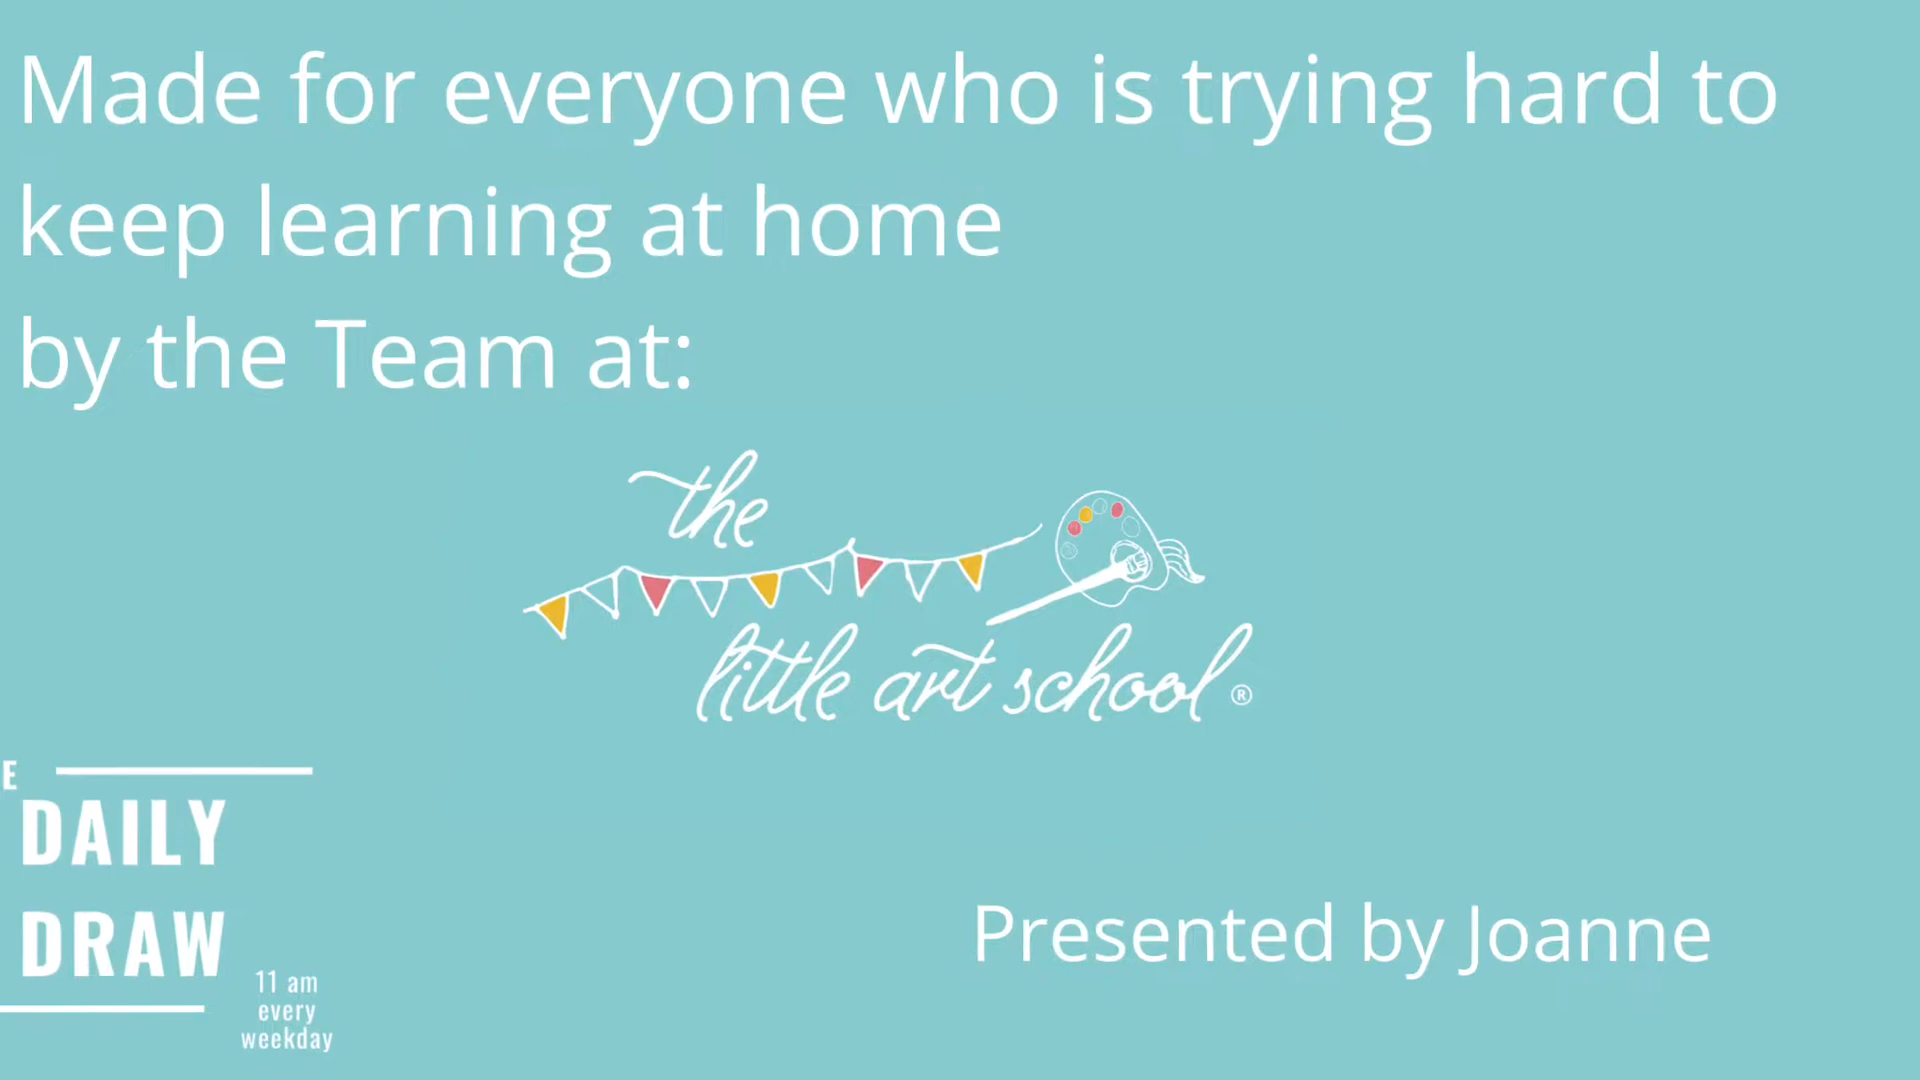 Made for everyone who is trying hard to
keep learning at home
by the Team at:
the
little art school ®
E
DAILY
DRAW
11 am
every
weekday
Presented by Joanne